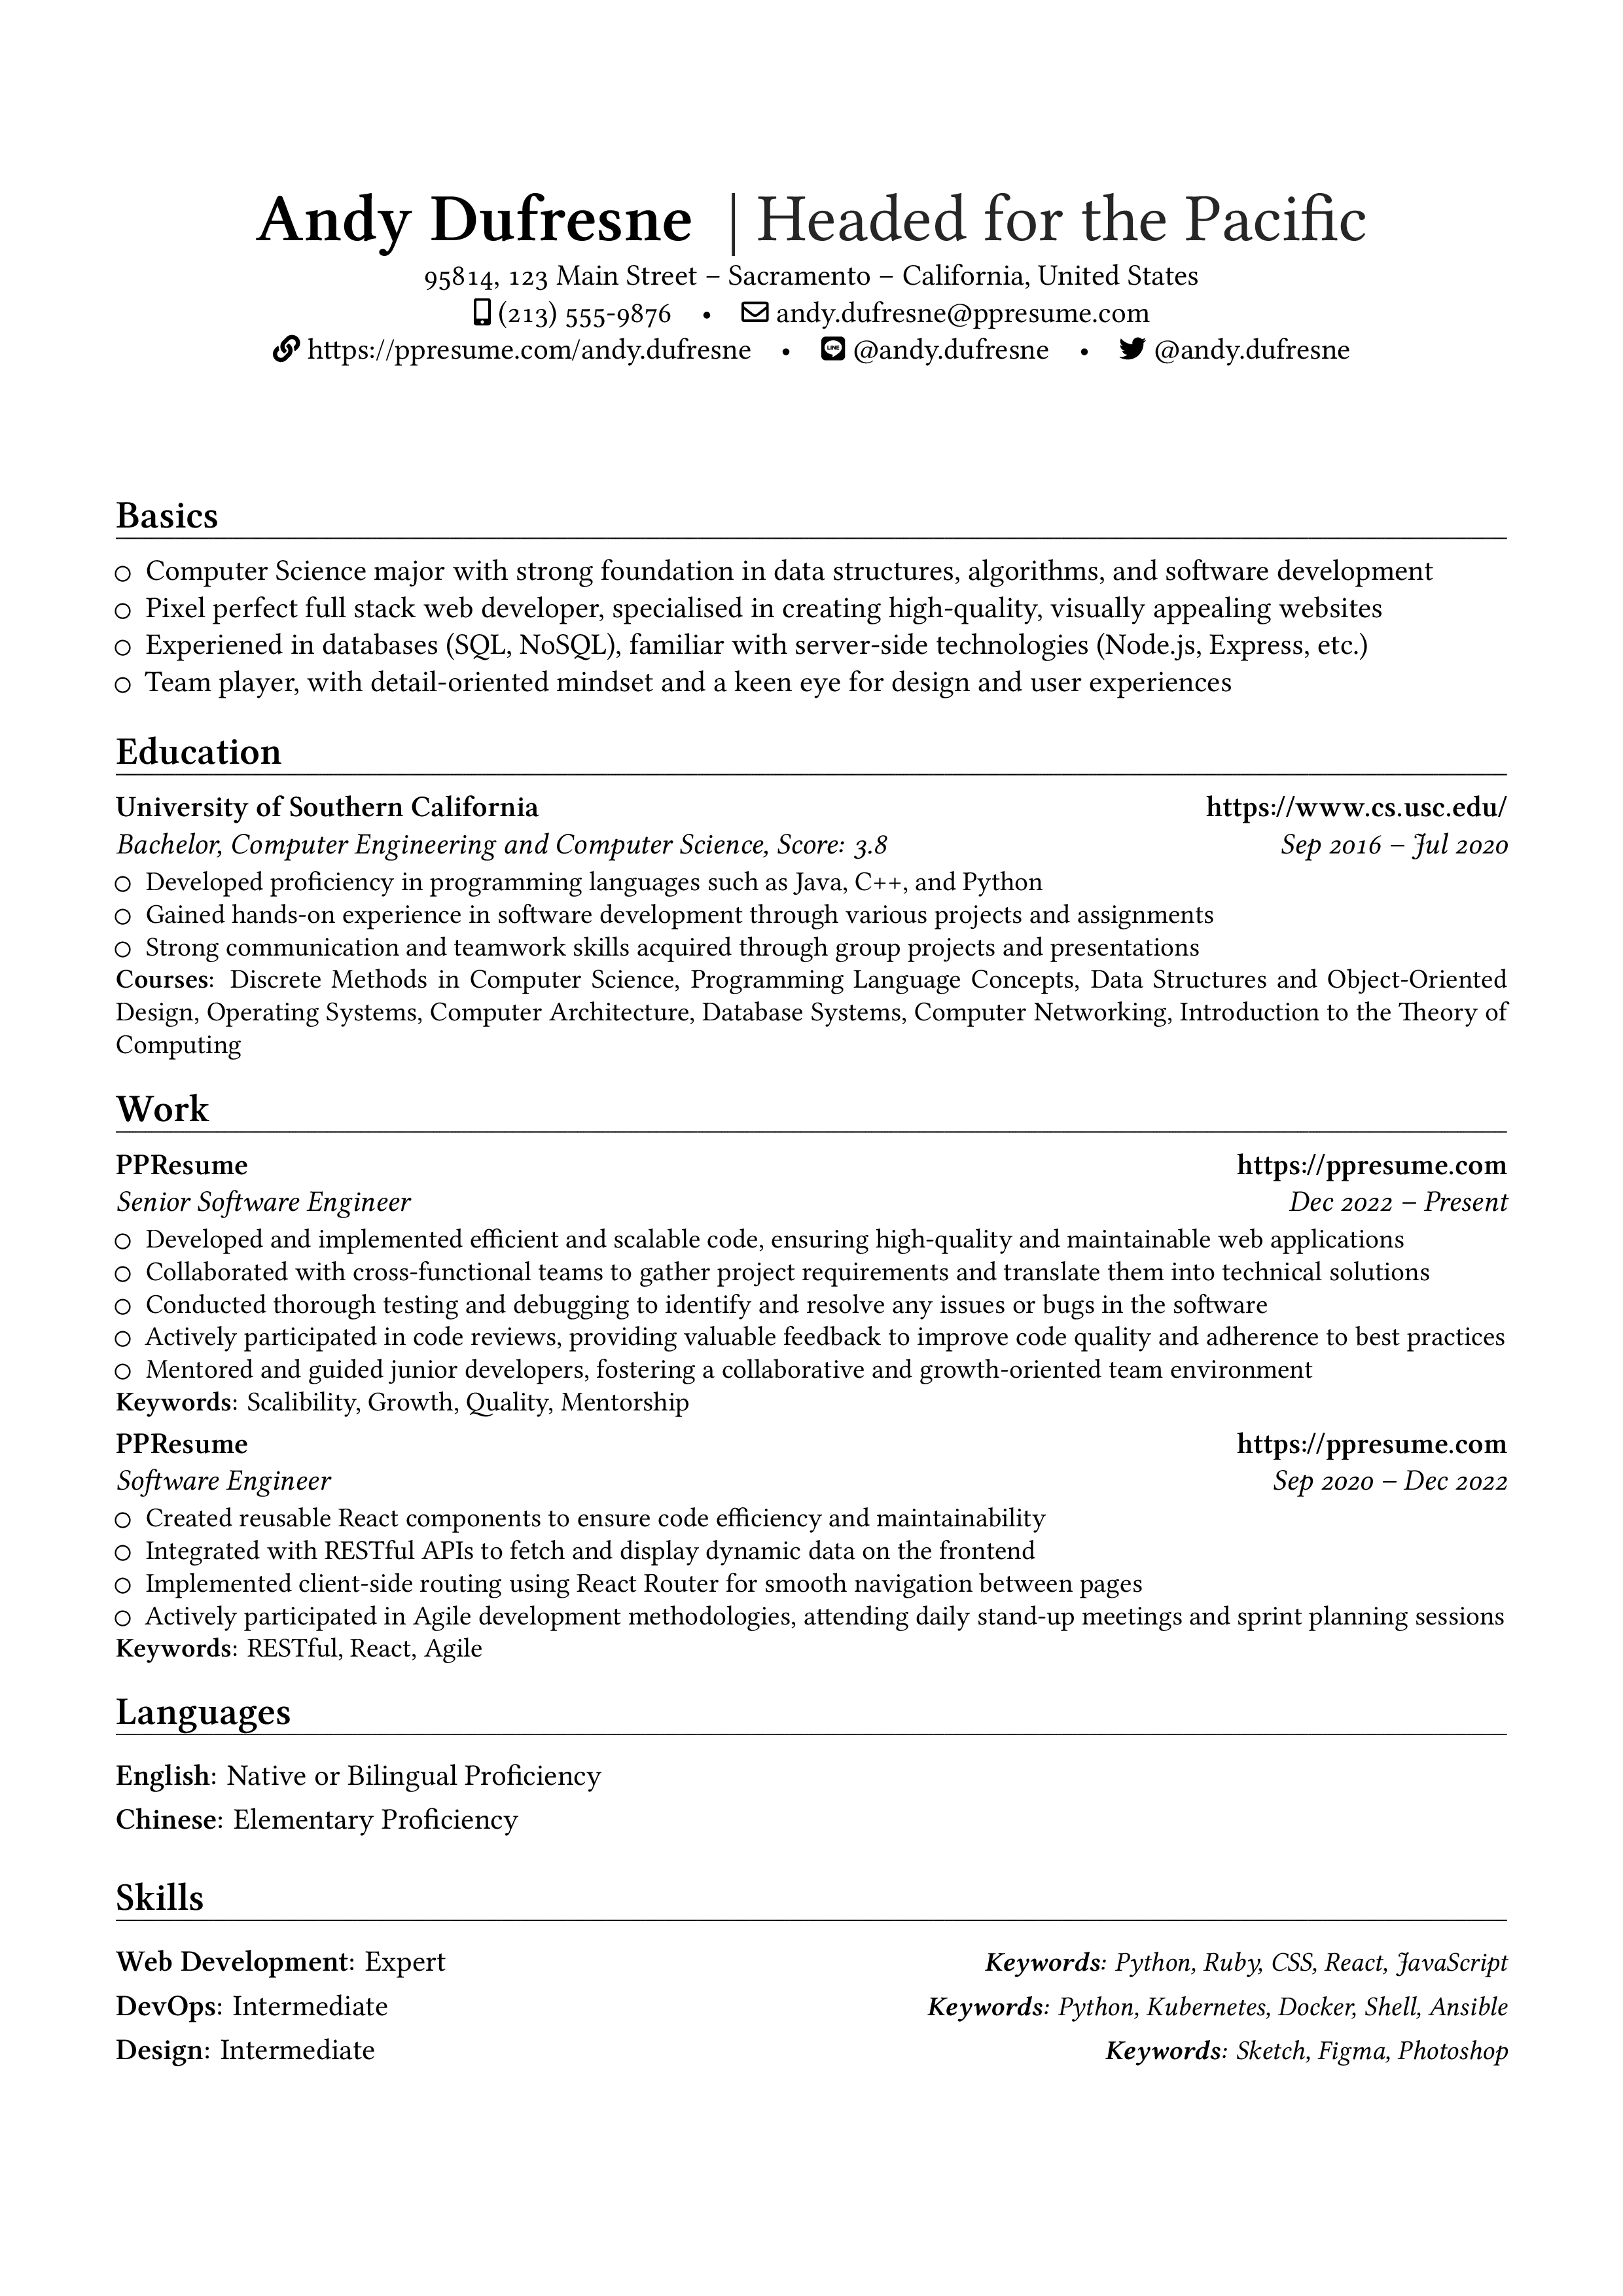 Andy Dufresne | Headed for the Pacific
95814, 123 Main Street – Sacramento – California, United States
(213) 555-9876 • andy.dufresne@ppresume.com
https://ppresume.com/andy.dufresne • LINE @andy.dufresne • @andy.dufresne
Basics
○ Computer Science major with strong foundation in data structures, algorithms, and software development
○ Pixel perfect full stack web developer, specialised in creating high-quality, visually appealing websites
○ Experiened in databases (SQL, NoSQL), familiar with server-side technologies (Node.js, Express, etc.)
○ Team player, with detail-oriented mindset and a keen eye for design and user experiences
Education
University of Southern California https://www.cs.usc.edu/
Bachelor, Computer Engineering and Computer Science, Score: 3.8 Sep 2016 – Jul 2020
○ Developed proficiency in programming languages such as Java, C++, and Python
○ Gained hands-on experience in software development through various projects and assignments
○ Strong communication and teamwork skills acquired through group projects and presentations
Courses: Discrete Methods in Computer Science, Programming Language Concepts, Data Structures and Object-Oriented
Design, Operating Systems, Computer Architecture, Database Systems, Computer Networking, Introduction to the Theory of
Computing
Work
PPResume https://ppresume.com
Senior Software Engineer Dec 2022 – Present
○ Developed and implemented efficient and scalable code, ensuring high-quality and maintainable web applications
○ Collaborated with cross-functional teams to gather project requirements and translate them into technical solutions
○ Conducted thorough testing and debugging to identify and resolve any issues or bugs in the software
○ Actively participated in code reviews, providing valuable feedback to improve code quality and adherence to best practices
○ Mentored and guided junior developers, fostering a collaborative and growth-oriented team environment
Keywords: Scalibility, Growth, Quality, Mentorship
PPResume https://ppresume.com
Software Engineer Sep 2020 – Dec 2022
○ Created reusable React components to ensure code efficiency and maintainability
○ Integrated with RESTful APIs to fetch and display dynamic data on the frontend
○ Implemented client-side routing using React Router for smooth navigation between pages
○ Actively participated in Agile development methodologies, attending daily stand-up meetings and sprint planning sessions
Keywords: RESTful, React, Agile
Languages
English: Native or Bilingual Proficiency
Chinese: Elementary Proficiency
Skills
Web Development: Expert Keywords: Python, Ruby, CSS, React, JavaScript
DevOps: Intermediate Keywords: Python, Kubernetes, Docker, Shell, Ansible
Design: Intermediate Keywords: Sketch, Figma, Photoshop